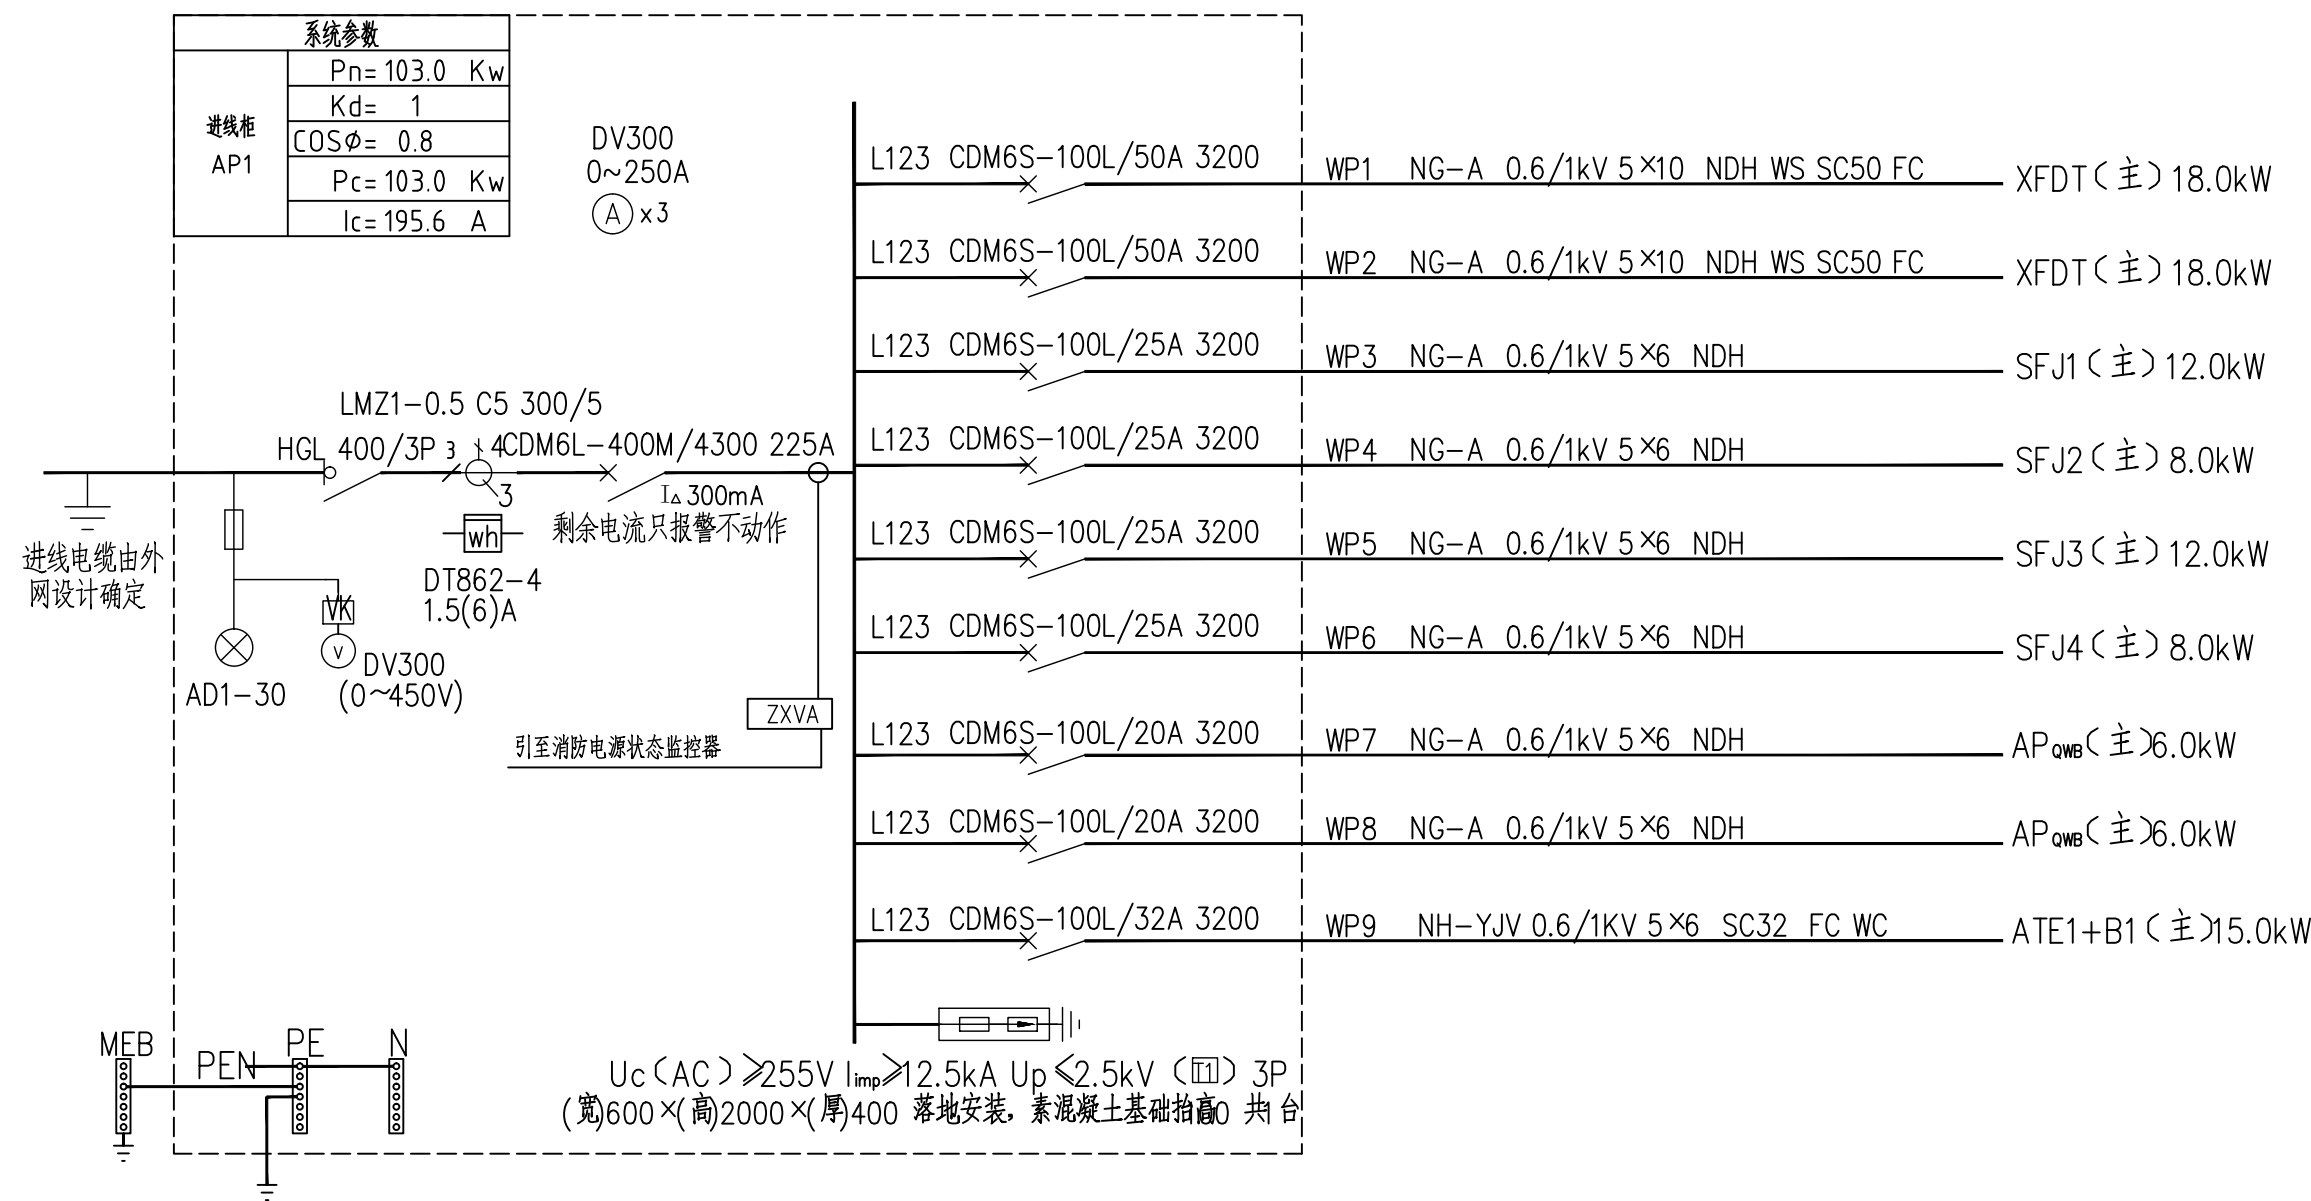 系统参数
进线柜
AP1
Pn=103.0 Kw
Kd= 1
COSΦ= 0.8
Pc=103.0 Kw
Ic=195.6 A
DV300
0~250A
A x3
L123 CDM6S-100L/50A 3200 WP1 NG-A 0.6/1kV 5×10 NDH WS SC50 FC XFDT(主)18.0kW
L123 CDM6S-100L/50A 3200 WP2 NG-A 0.6/1kV 5×10 NDH WS SC50 FC XFDT(主)18.0kW
L123 CDM6S-100L/25A 3200 WP3 NG-A 0.6/1kV 5×6 NDH SFJ1(主)12.0kW
L123 CDM6S-100L/25A 3200 WP4 NG-A 0.6/1kV 5×6 NDH SFJ2(主)8.0kW
L123 CDM6S-100L/25A 3200 WP5 NG-A 0.6/1kV 5×6 NDH SFJ3(主)12.0kW
L123 CDM6S-100L/25A 3200 WP6 NG-A 0.6/1kV 5×6 NDH SFJ4(主)8.0kW
L123 CDM6S-100L/20A 3200 WP7 NG-A 0.6/1kV 5×6 NDH APQWB(主)6.0kW
L123 CDM6S-100L/20A 3200 WP8 NG-A 0.6/1kV 5×6 NDH APQWB(主)6.0kW
L123 CDM6S-100L/32A 3200 WP9 NH-YJV 0.6/1KV 5×6 SC32 FC WC ATE1+B1(主)15.0kW
LMZ1-0.5 C5 300/5
HGL 400/3P 3 4 CDM6L-400M/4300 225A
3
I△ 300mA
剩余电流只报警不动作
进线电缆由外
网设计确定
wh
DT862-4
1.5(6)A
VK
V
DV300
(0~450V)
AD1-30
ZXVA
引至消防电源状态监控器
MEB
PEN
PE
N
Uc(AC)≥255V Iimp≥12.5kA Up≤2.5kV (T1) 3P
(宽)600×(高)2000×(厚)400 落地安装，素混凝土基础抬高100 共1台